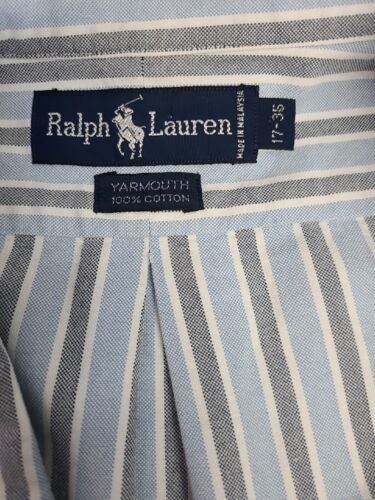 Ralph Lauren
MADE IN MALAYSIA
17-35
YARMOUTH
100% COTTON